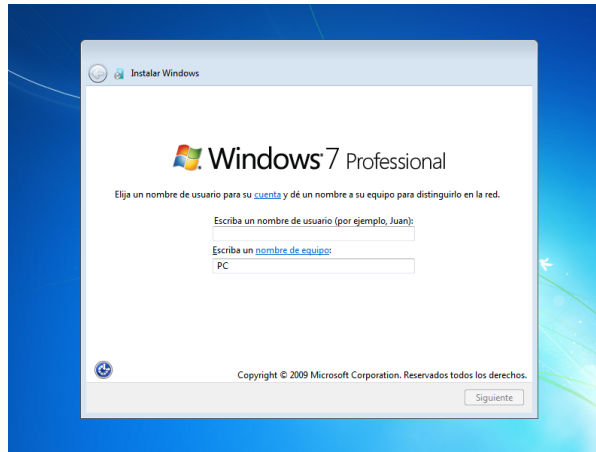 Instalar Windows
Windows 7 Professional
Elija un nombre de usuario para su cuenta y dé un nombre a su equipo para distinguirlo en la red.
Escriba un nombre de usuario (por ejemplo, Juan):
Escriba un nombre de equipo:
PC
Copyright © 2009 Microsoft Corporation. Reservados todos los derechos.
Siguiente